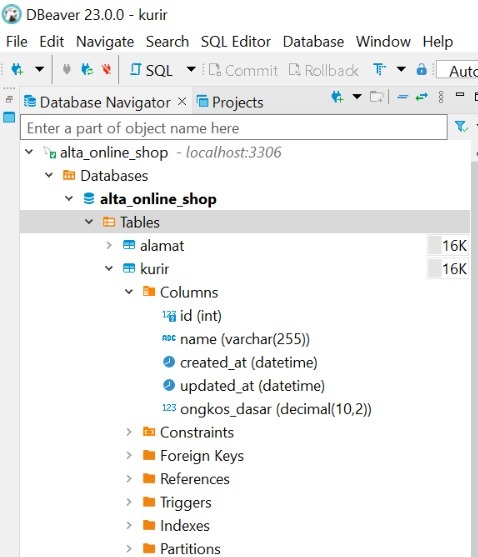 DBeaver 23.0.0 - kurir
File Edit Navigate Search SQL Editor Database Window Help
SQL Commit Rollback Auto
Database Navigator Projects
Enter a part of object name here
alta_online_shop - localhost:3306
Databases
alta_online_shop
Tables
alamat 16K
kurir 16K
Columns
123 id (int)
ABC name (varchar(255))
created_at (datetime)
updated_at (datetime)
123 ongkos_dasar (decimal(10,2))
Constraints
Foreign Keys
References
Triggers
Indexes
Partitions